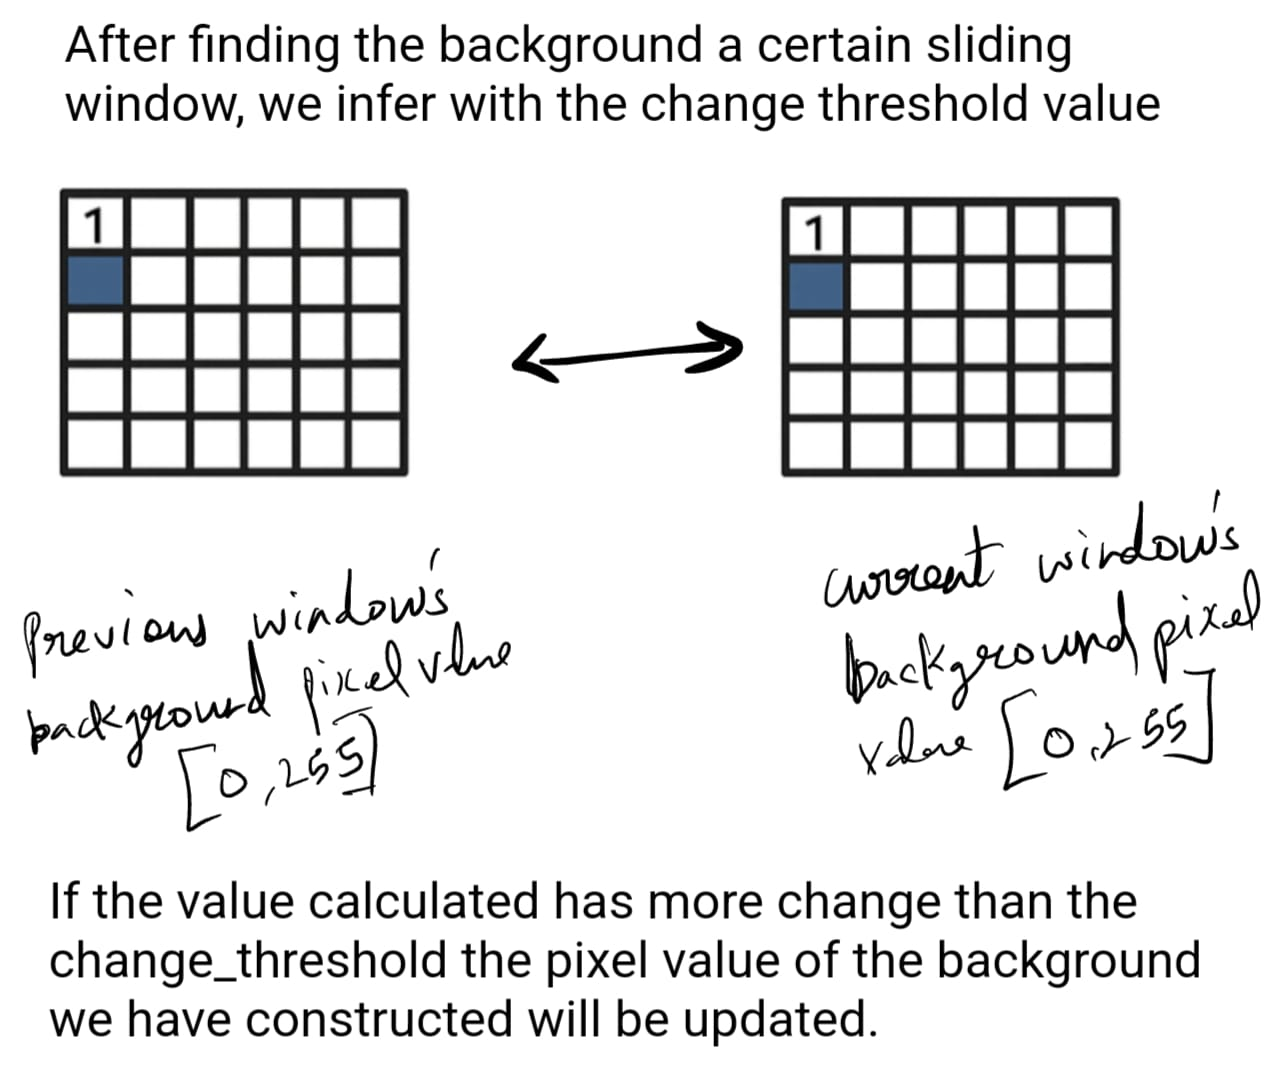 After finding the background a certain sliding
window, we infer with the change threshold value
1
1
Previous window's
background pixel vlue
[0,255]
current window's
background pixel
value [0,255]
If the value calculated has more change than the
change_threshold the pixel value of the background
we have constructed will be updated.